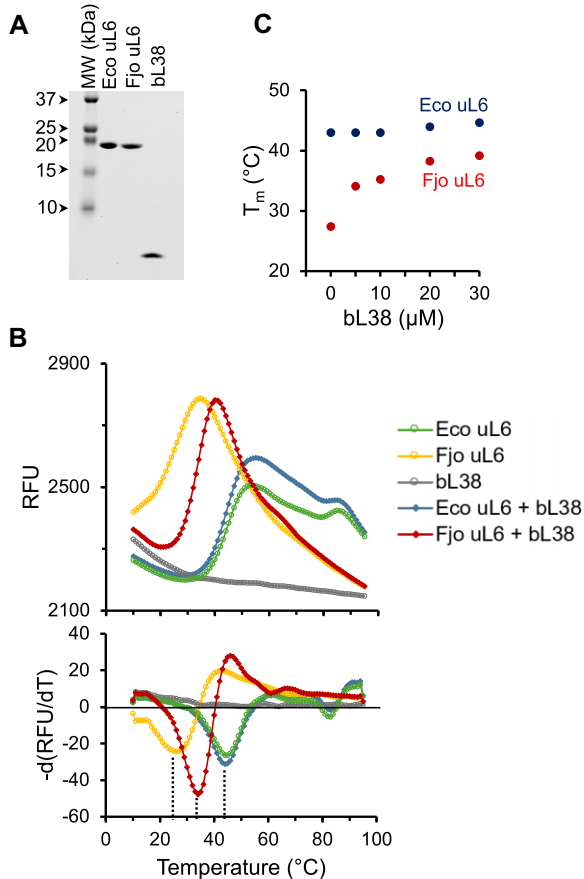 A
MW (kDa)
Eco uL6
Fjo uL6
bL38
37
25
20
15
10
C
50
40
30
20
Tm (°C)
Eco uL6
Fjo uL6
0
10
20
30
bL38 (µM)
B
2900
2500
2100
RFU
Eco uL6
Fjo uL6
bL38
Eco uL6 + bL38
Fjo uL6 + bL38
40
20
0
-20
-40
-60
-d(RFU/dT)
0
20
40
60
80
100
Temperature (°C)